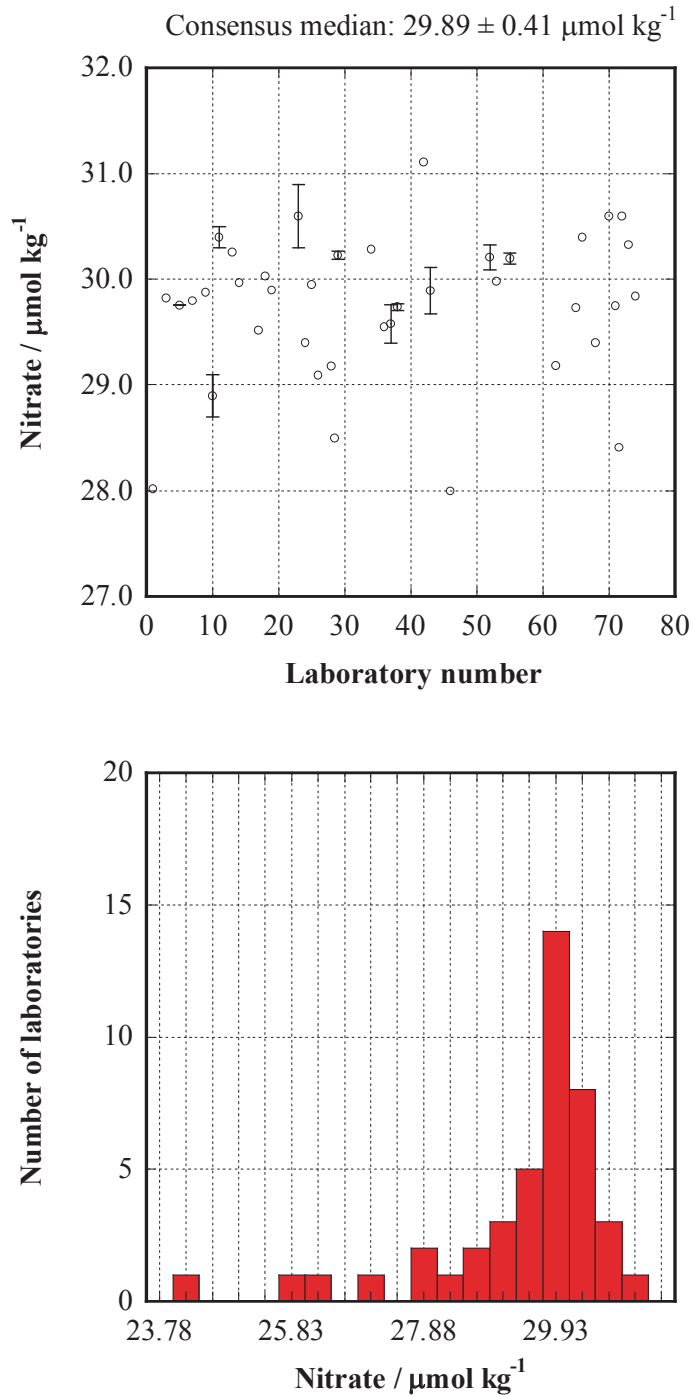 Consensus median: 29.89 ± 0.41 μmol kg⁻¹
32.0
31.0
30.0
29.0
28.0
27.0
Nitrate / μmol kg⁻¹
0 10 20 30 40 50 60 70 80
Laboratory number
20
15
10
5
0
Number of laboratories
23.78 25.83 27.88 29.93
Nitrate / μmol kg⁻¹